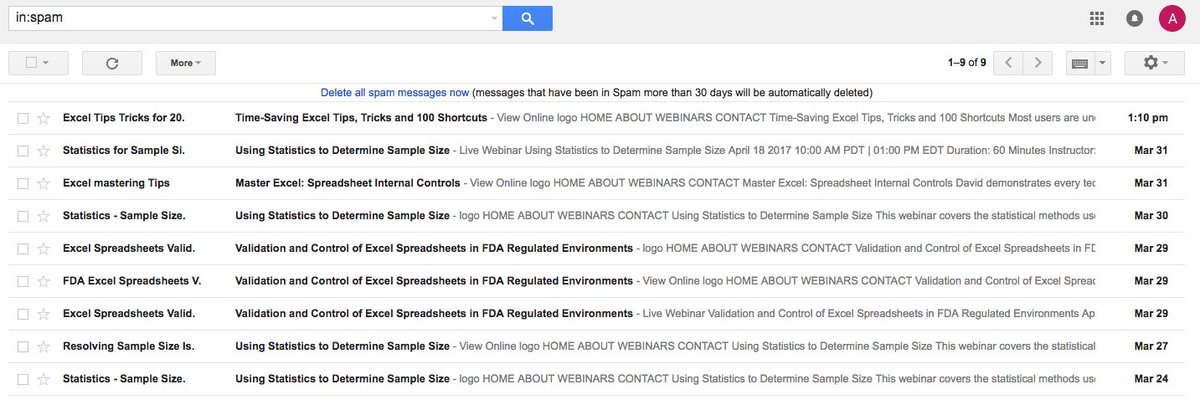 in:spam
A
More
1–9 of 9
Delete all spam messages now (messages that have been in Spam more than 30 days will be automatically deleted)
Excel Tips Tricks for 20. Time-Saving Excel Tips, Tricks and 100 Shortcuts - View Online logo HOME ABOUT WEBINARS CONTACT Time-Saving Excel Tips, Tricks and 100 Shortcuts Most users are 1:10 pm
Statistics for Sample Si. Using Statistics to Determine Sample Size - Live Webinar Using Statistics to Determine Sample Size April 18 2017 10:00 AM PDT | 01:00 PM EDT Duration: 60 Minutes Instructor: Mar 31
Excel mastering Tips Master Excel: Spreadsheet Internal Controls - View Online logo HOME ABOUT WEBINARS CONTACT Master Excel: Spreadsheet Internal Controls David demonstrates every Mar 31
Statistics - Sample Size. Using Statistics to Determine Sample Size - logo HOME ABOUT WEBINARS CONTACT Using Statistics to Determine Sample Size This webinar covers the statistical methods Mar 30
Excel Spreadsheets Valid. Validation and Control of Excel Spreadsheets in FDA Regulated Environments - logo HOME ABOUT WEBINARS CONTACT Validation and Control of Excel Spreadsheets in Mar 29
FDA Excel Spreadsheets V. Validation and Control of Excel Spreadsheets in FDA Regulated Environments - View Online logo HOME ABOUT WEBINARS CONTACT Validation and Control of Excel Mar 29
Excel Spreadsheets Valid. Validation and Control of Excel Spreadsheets in FDA Regulated Environments - Live Webinar Validation and Control of Excel Spreadsheets in FDA Regulated Environments Mar 29
Resolving Sample Size Is. Using Statistics to Determine Sample Size - View Online logo HOME ABOUT WEBINARS CONTACT Using Statistics to Determine Sample Size This webinar covers the statistical Mar 27
Statistics - Sample Size. Using Statistics to Determine Sample Size - logo HOME ABOUT WEBINARS CONTACT Using Statistics to Determine Sample Size This webinar covers the statistical methods Mar 24